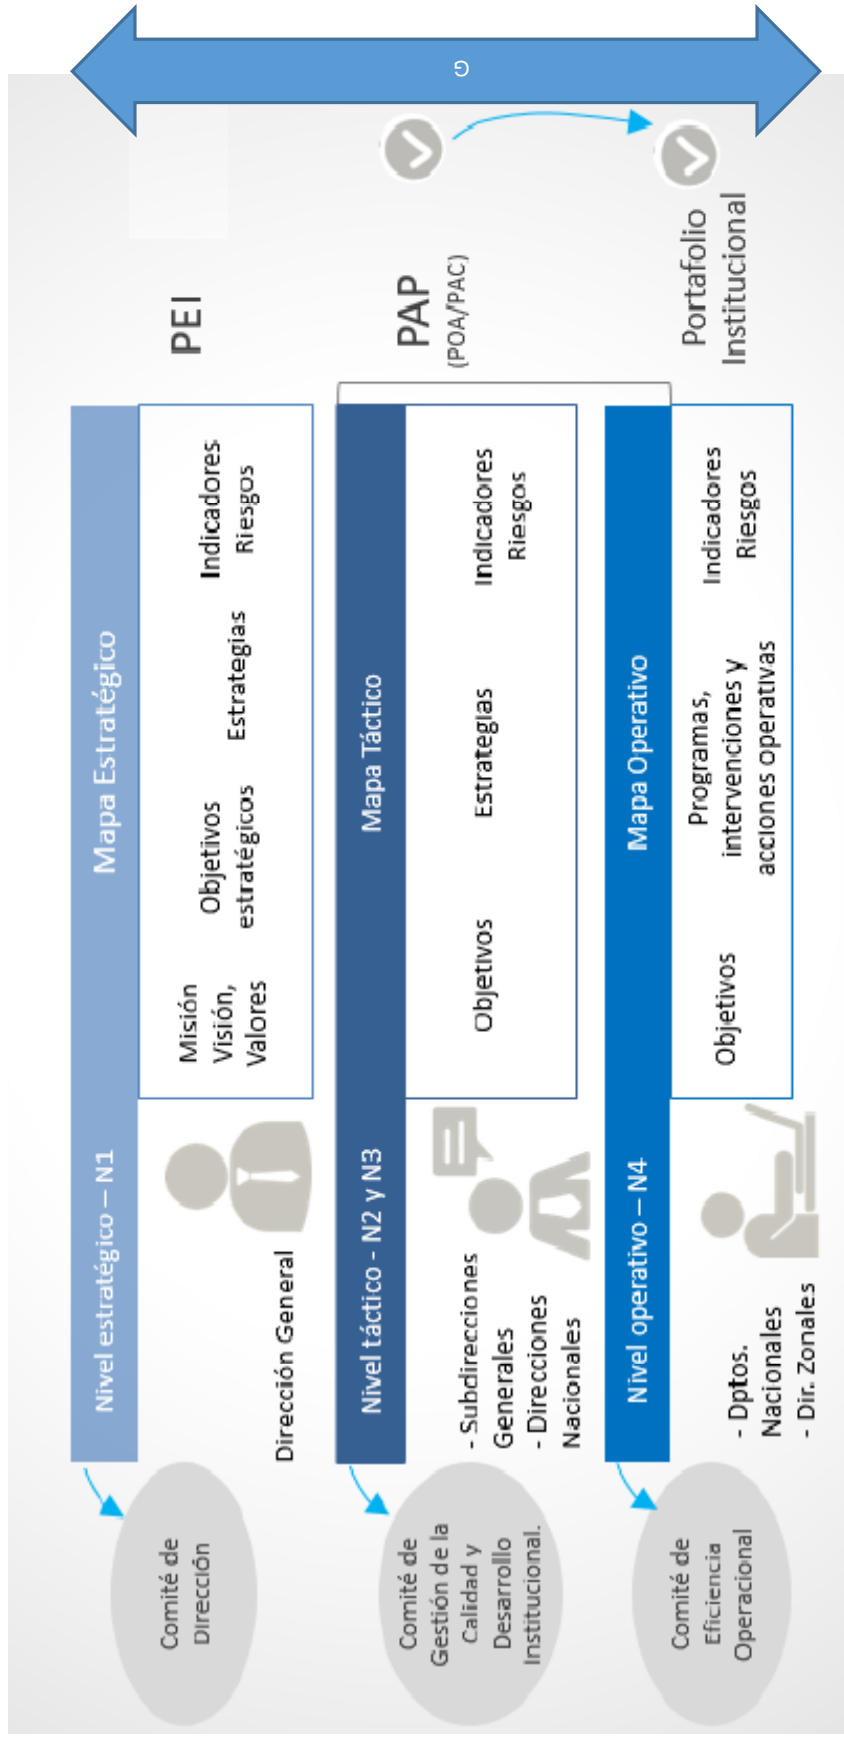 Comité de
Dirección
Nivel estratégico – N1
Mapa Estratégico
Dirección General
Misión
Visión,
Valores
Objetivos
estratégicos
Estrategias
Indicadores
Riesgos
PEI
Comité de
Gestión de la
Calidad y
Desarrollo
Institucional.
Nivel táctico - N2 y N3
Mapa Táctico
- Subdirecciones
Generales
- Direcciones
Nacionales
Objetivos
Estrategias
Indicadores
Riesgos
PAP
(POA/PAC)
Comité de
Eficiencia
Operacional
Nivel operativo – N4
Mapa Operativo
- Dptos.
Nacionales
- Dir. Zonales
Objetivos
Programas,
intervenciones y
acciones operativas
Indicadores
Riesgos
Portafolio
Institucional
G